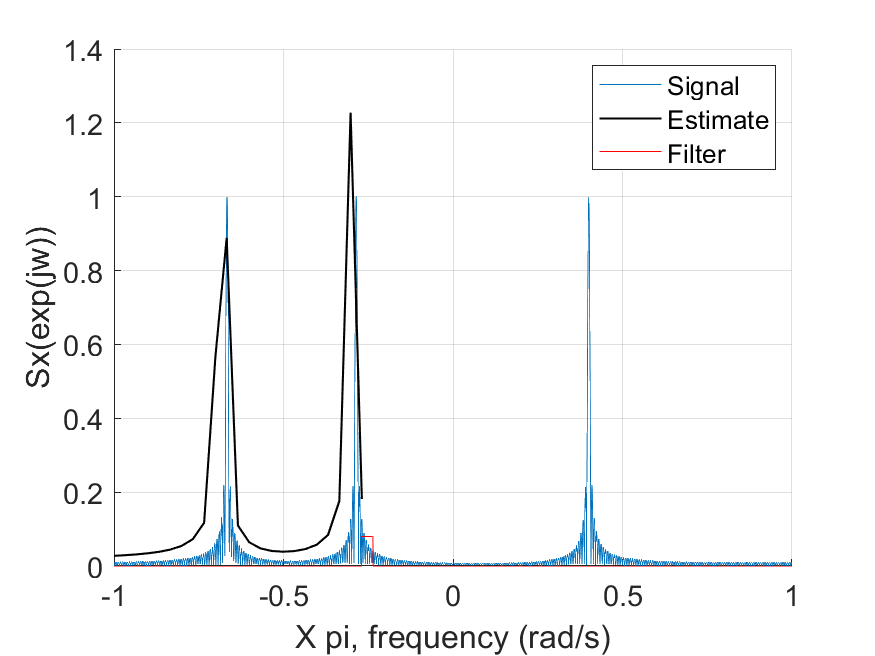 1.4
1.2
1
0.8
0.6
0.4
0.2
0
-1
-0.5
0
0.5
1
Sx(exp(jw))
X pi, frequency (rad/s)
Signal
Estimate
Filter